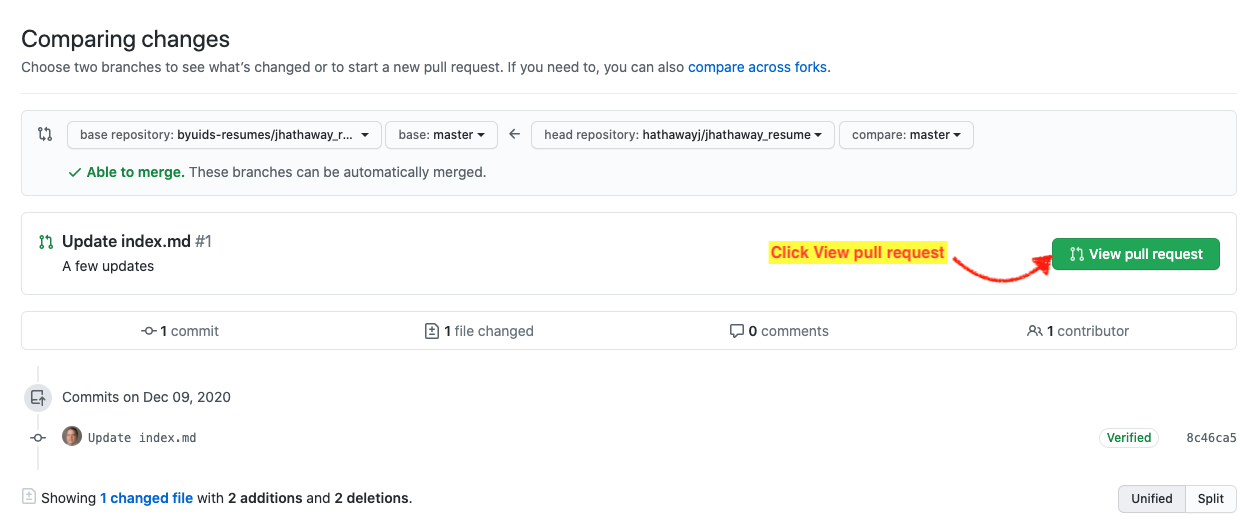 Comparing changes
Choose two branches to see what's changed or to start a new pull request. If you need to, you can also compare across forks.
base repository: byuids-resumes/jhathaway_r... base: master head repository: hathawayj/jhathaway_resume compare: master
Able to merge. These branches can be automatically merged.
Update index.md #1
A few updates
Click View pull request
View pull request
1 commit 1 file changed 0 comments 1 contributor
Commits on Dec 09, 2020
Update index.md Verified 8c46ca5
Showing 1 changed file with 2 additions and 2 deletions. Unified Split